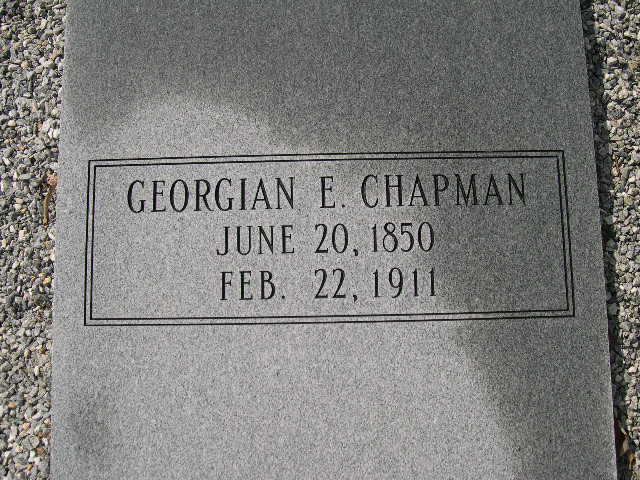 GEORGIAN E. CHAPMAN
JUNE 20, 1850
FEB. 22, 1911